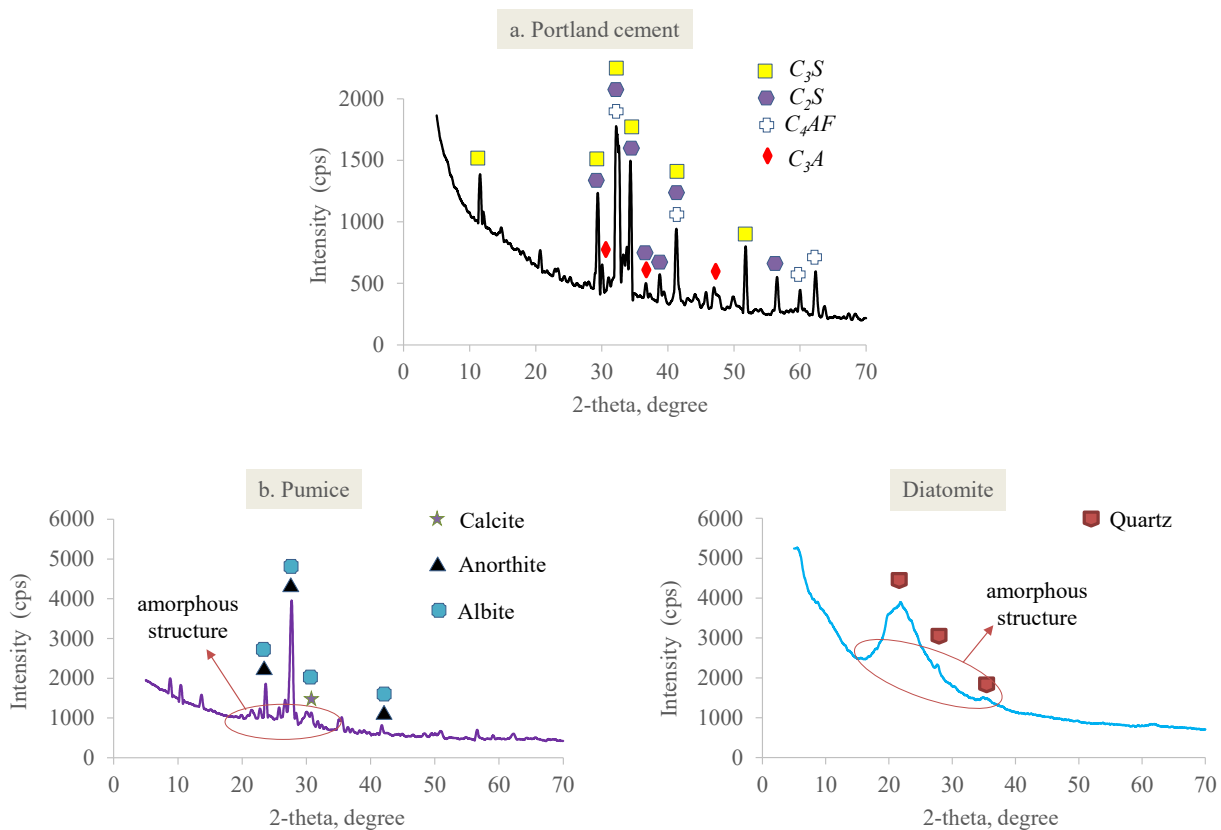 a. Portland cement
C₃S
C₂S
C₄AF
C₃A
Intensity (cps)
2000
1500
1000
500
0
0 10 20 30 40 50 60 70
2-theta, degree
b. Pumice
Calcite
Anorthite
Albite
amorphous
structure
Intensity (cps)
6000
5000
4000
3000
2000
1000
0
0 10 20 30 40 50 60 70
2-theta, degree
Diatomite
Quartz
amorphous
structure
Intensity (cps)
6000
5000
4000
3000
2000
1000
0
0 10 20 30 40 50 60 70
2-theta, degree